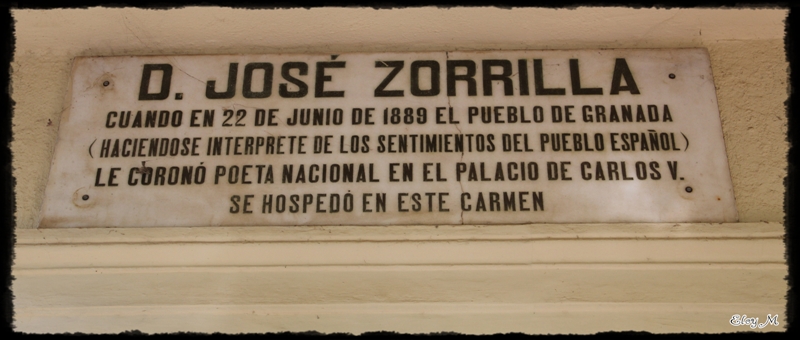 D. JOSÉ ZORRILLA
CUANDO EN 22 DE JUNIO DE 1889 EL PUEBLO DE GRANADA
(HACIENDOSE INTERPRETE DE LOS SENTIMIENTOS DEL PUEBLO ESPAÑOL)
LE CORONÓ POETA NACIONAL EN EL PALACIO DE CARLOS V.
SE HOSPEDÓ EN ESTE CARMEN
Eloy M